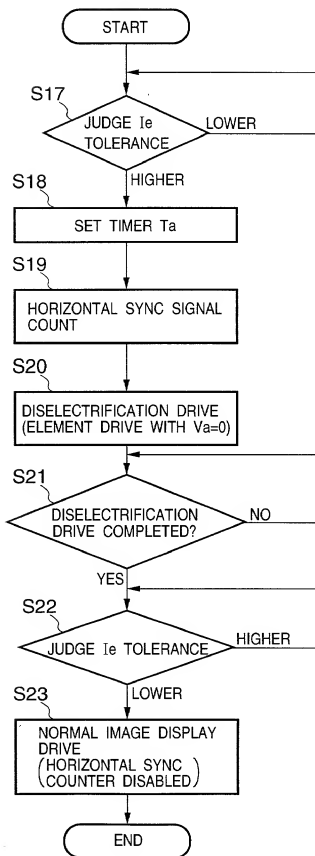 START
S17
JUDGE Ie
TOLERANCE
LOWER
HIGHER
S18
SET TIMER Ta
S19
HORIZONTAL SYNC SIGNAL
COUNT
S20
DISELECTRIFICATION DRIVE
(ELEMENT DRIVE WITH Va=0)
S21
DISELECTRIFICATION
DRIVE COMPLETED?
NO
YES
S22
JUDGE Ie TOLERANCE
HIGHER
LOWER
S23
NORMAL IMAGE DISPLAY
DRIVE
(HORIZONTAL SYNC
COUNTER DISABLED)
END